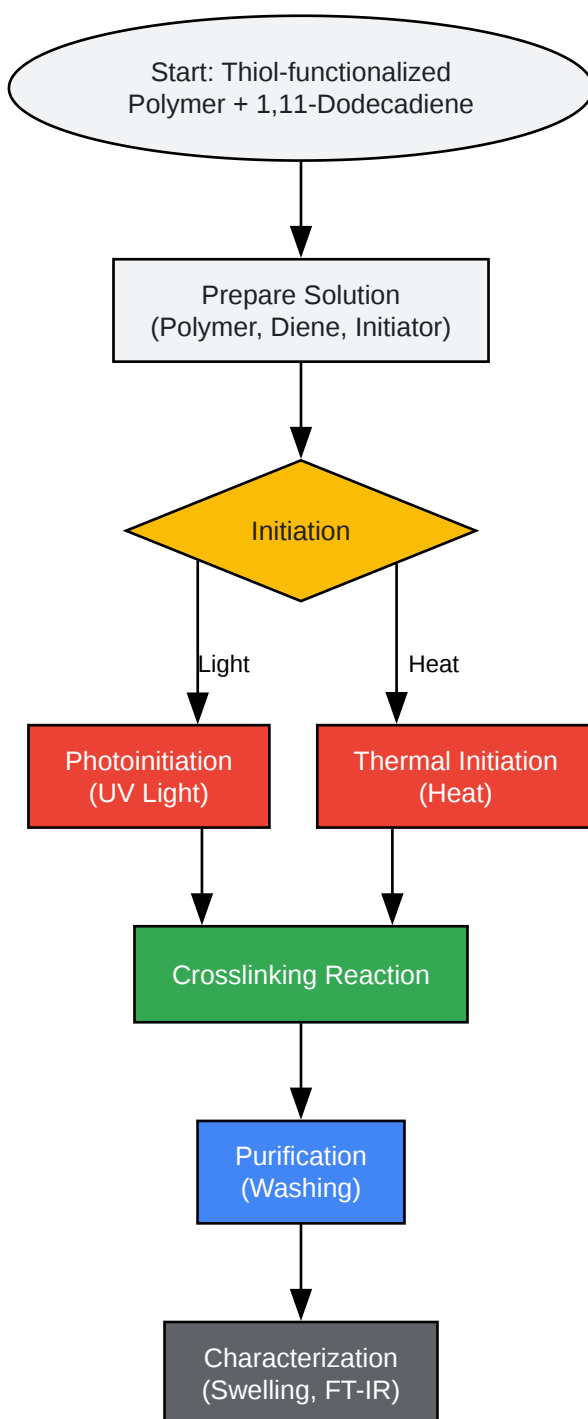 Start: Thiol-functionalized
Polymer + 1,11-Dodecadiene
Prepare Solution
(Polymer, Diene, Initiator)
Initiation
Light
Heat
Photoinitiation
(UV Light)
Thermal Initiation
(Heat)
Crosslinking Reaction
Purification
(Washing)
Characterization
(Swelling, FT-IR)